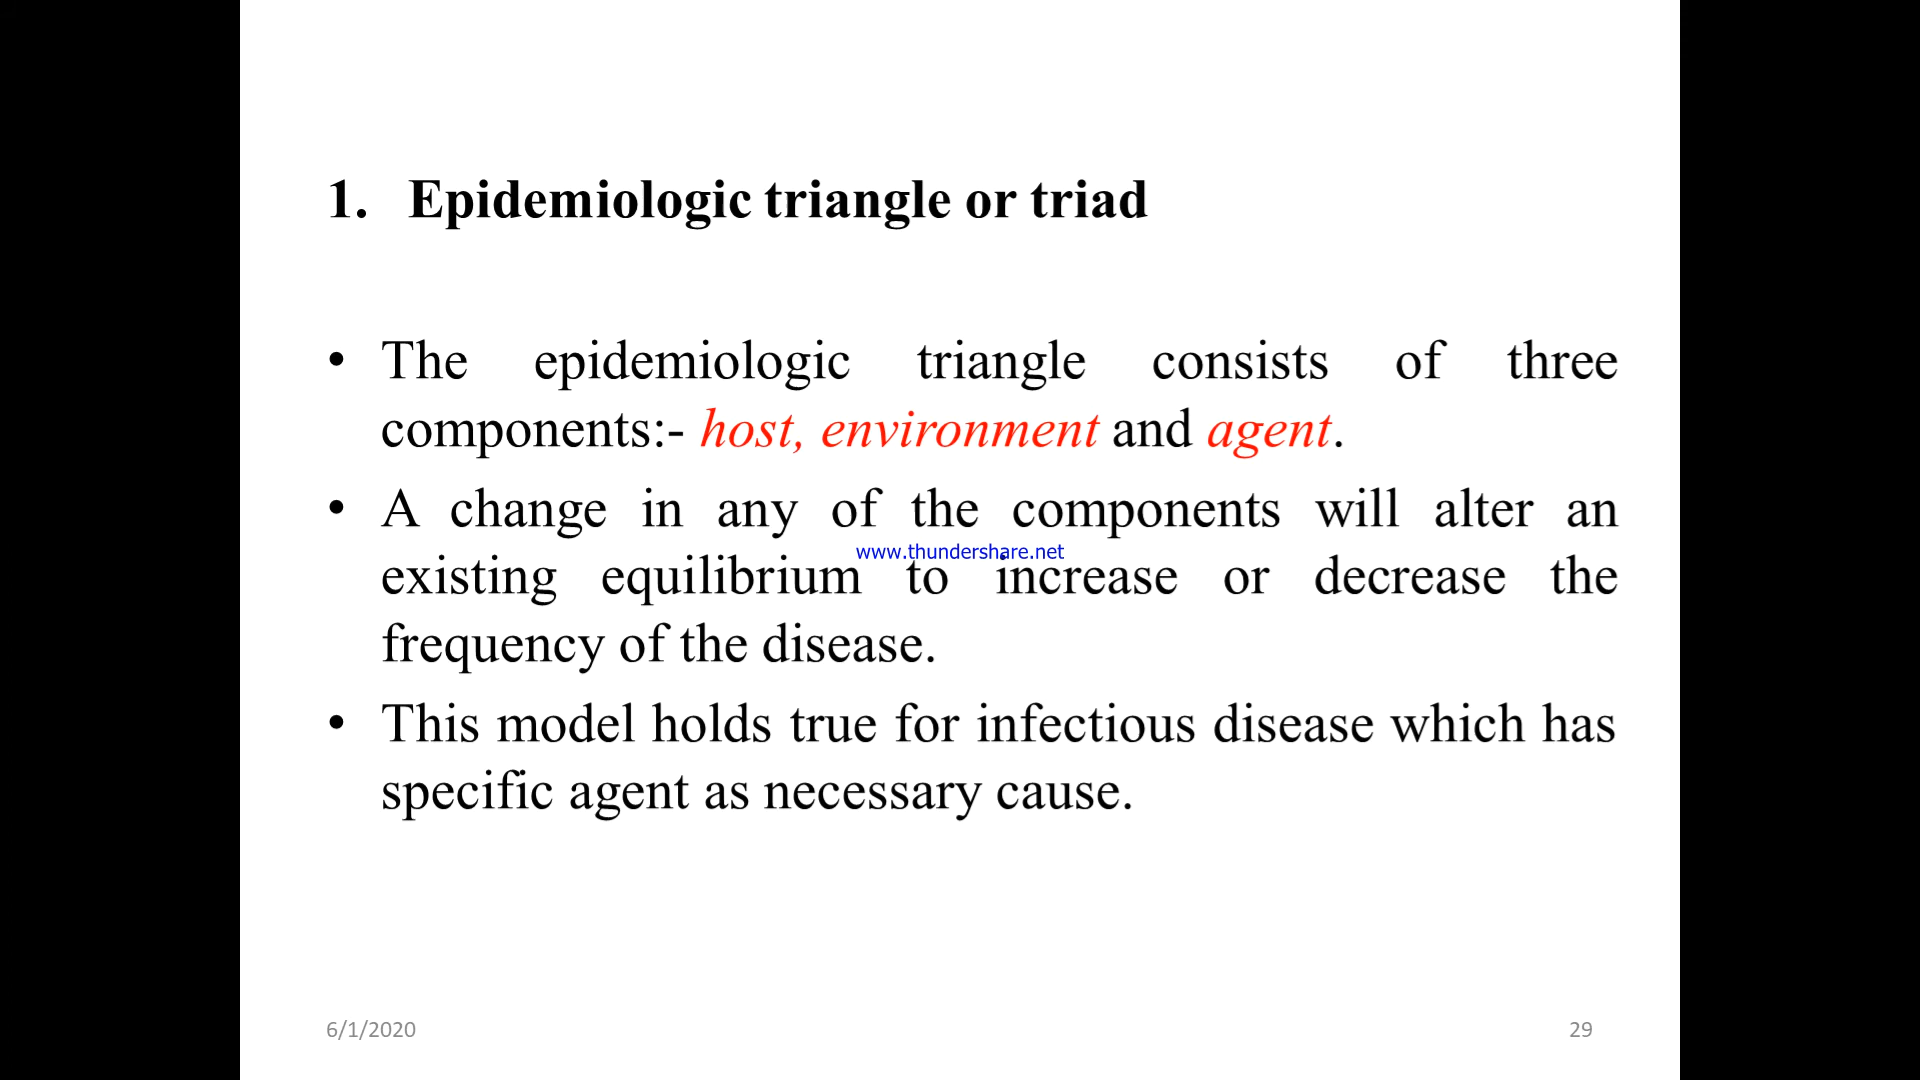 1. Epidemiologic triangle or triad
• The epidemiologic triangle consists of three
components:- host, environment and agent.
• A change in any of the components will alter an
www.thundershare.net
existing equilibrium to increase or decrease the
frequency of the disease.
• This model holds true for infectious disease which has
specific agent as necessary cause.
6/1/2020
29